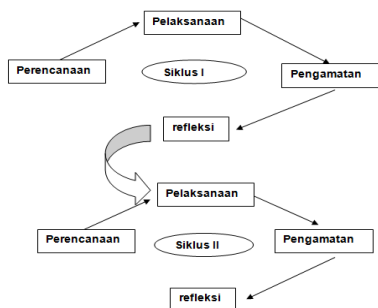 Pelaksanaan
Perencanaan
Siklus I
Pengamatan
refleksi
Pelaksanaan
Perencanaan
Siklus II
Pengamatan
refleksi